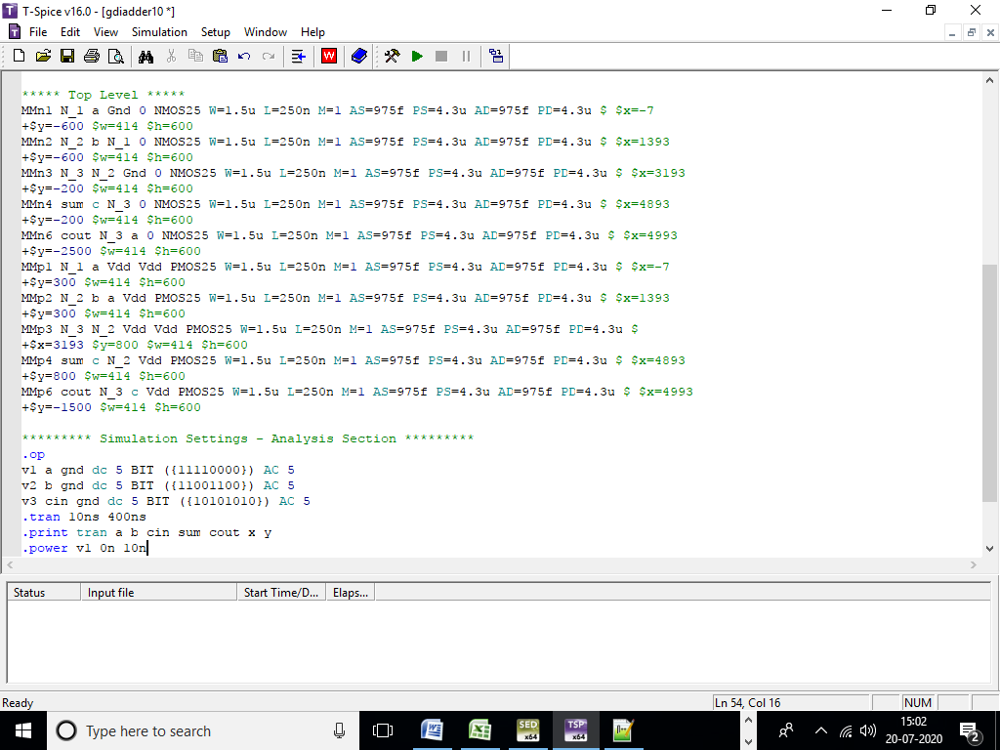 T-Spice v16.0 - [gdiadder10 *]
File Edit View Simulation Setup Window Help
***** Top Level *****
MMn1 N_1 a Gnd 0 NMOS25 W=1.5u L=250n M=1 AS=975f PS=4.3u AD=975f PD=4.3u $ $x=-7
+$y=-600 $w=414 $h=600
MMn2 N_2 b N_1 0 NMOS25 W=1.5u L=250n M=1 AS=975f PS=4.3u AD=975f PD=4.3u $ $x=1393
+$y=-600 $w=414 $h=600
MMn3 N_3 N_2 Gnd 0 NMOS25 W=1.5u L=250n M=1 AS=975f PS=4.3u AD=975f PD=4.3u $ $x=3193
+$y=-200 $w=414 $h=600
MMn4 sum c N_3 0 NMOS25 W=1.5u L=250n M=1 AS=975f PS=4.3u AD=975f PD=4.3u $ $x=4893
+$y=-200 $w=414 $h=600
MMn6 cout N_3 a 0 NMOS25 W=1.5u L=250n M=1 AS=975f PS=4.3u AD=975f PD=4.3u $ $x=4993
+$y=-2500 $w=414 $h=600
MMp1 N_1 a Vdd Vdd PMOS25 W=1.5u L=250n M=1 AS=975f PS=4.3u AD=975f PD=4.3u $ $x=-7
+$y=300 $w=414 $h=600
MMp2 N_2 b a Vdd PMOS25 W=1.5u L=250n M=1 AS=975f PS=4.3u AD=975f PD=4.3u $ $x=1393
+$y=300 $w=414 $h=600
MMp3 N_3 N_2 Vdd Vdd PMOS25 W=1.5u L=250n M=1 AS=975f PS=4.3u AD=975f PD=4.3u $
+$x=3193 $y=800 $w=414 $h=600
MMp4 sum c N_2 Vdd PMOS25 W=1.5u L=250n M=1 AS=975f PS=4.3u AD=975f PD=4.3u $ $x=4893
+$y=800 $w=414 $h=600
MMp6 cout N_3 c Vdd PMOS25 W=1.5u L=250n M=1 AS=975f PS=4.3u AD=975f PD=4.3u $ $x=4993
+$y=-1500 $w=414 $h=600
********* Simulation Settings - Analysis Section *********
.op
v1 a gnd dc 5 BIT ({11110000}) AC 5
v2 b gnd dc 5 BIT ({11001100}) AC 5
v3 cin gnd dc 5 BIT ({10101010}) AC 5
.tran 10ns 400ns
.print tran a b cin sum cout x y
.power v1 0n 10n
Status Input file Start Time/D... Elaps...
Ready Ln 54, Col 16 NUM
Type here to search
SED x64
TSP x64
15:02
20-07-2020
2